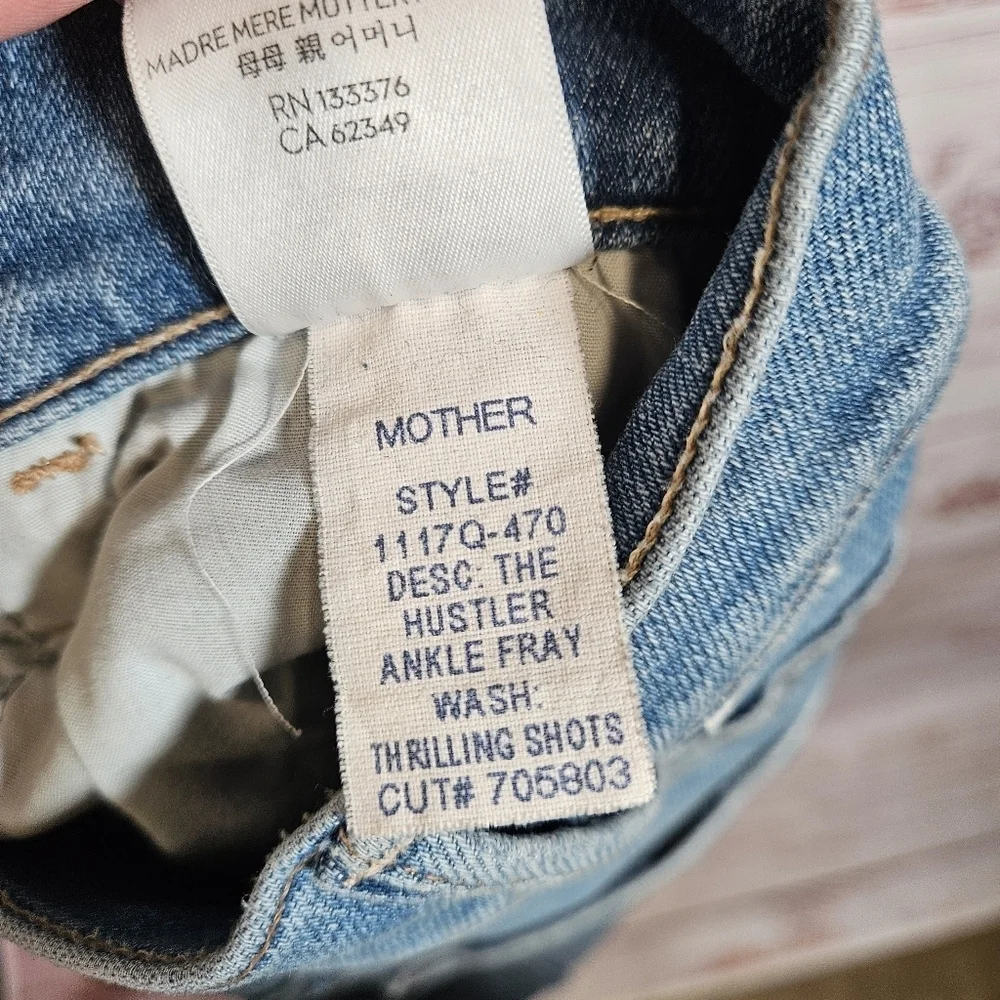 MADRE MERE MUTTER
母母 親 어머니
RN 133376
CA 62349
MOTHER
STYLE#
1117Q-470
DESC: THE
HUSTLER
ANKLE FRAY
WASH:
THRILLING SHOTS
CUT# 705803